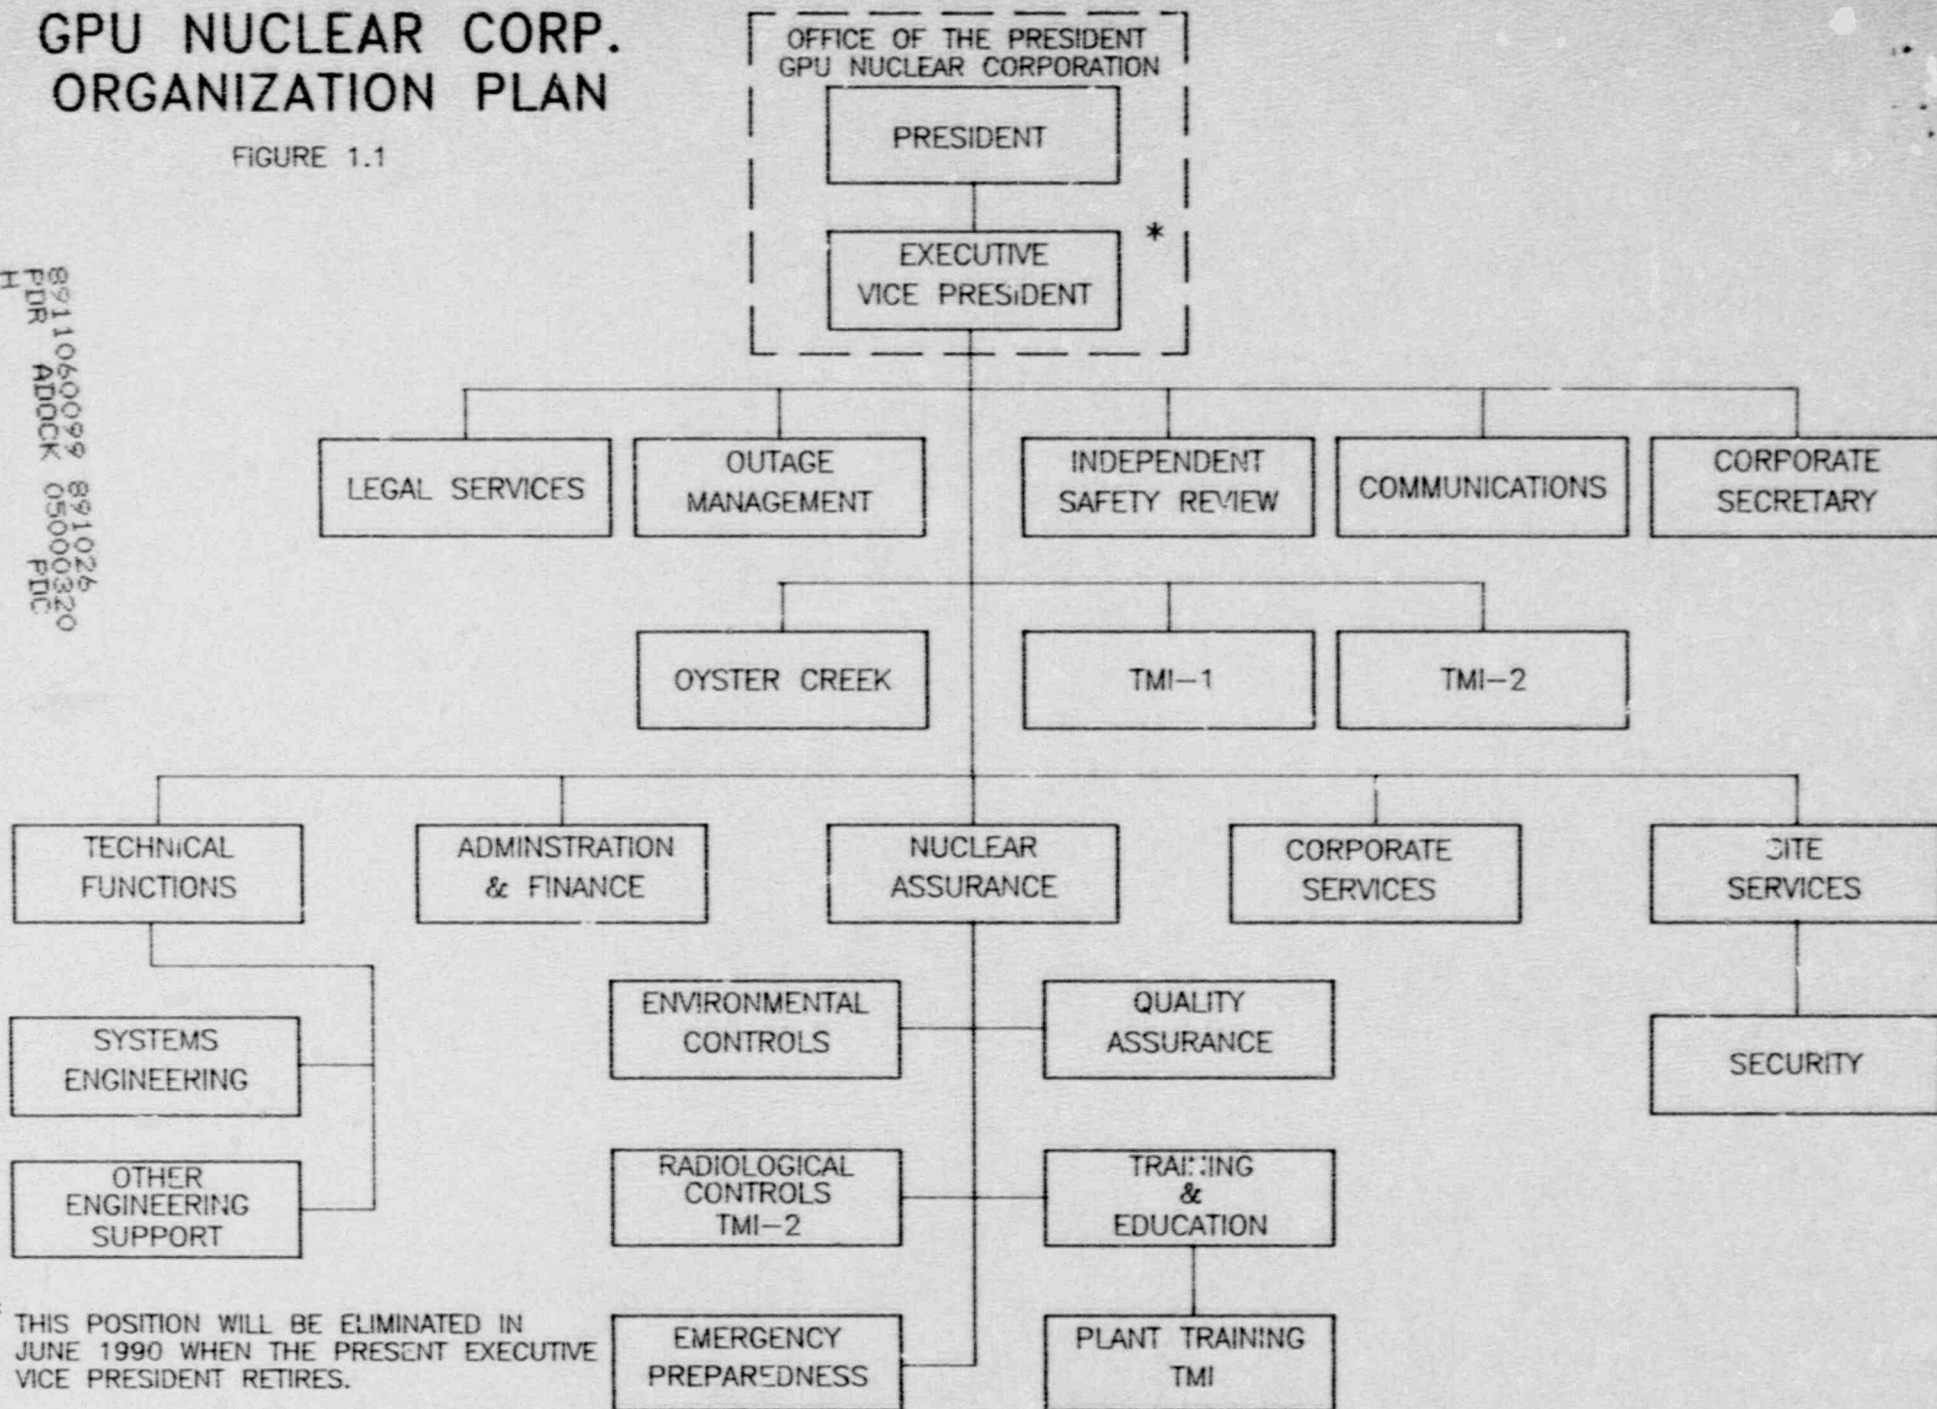 GPU NUCLEAR CORP.
ORGANIZATION PLAN
FIGURE 1.1
OFFICE OF THE PRESIDENT
GPU NUCLEAR CORPORATION
PRESIDENT
EXECUTIVE
VICE PRESIDENT
*
8911060099 891026
PDR ADOCK 05000320
H PDC
LEGAL SERVICES
OUTAGE
MANAGEMENT
INDEPENDENT
SAFETY REVIEW
COMMUNICATIONS
CORPORATE
SECRETARY
OYSTER CREEK
TMI-1
TMI-2
TECHNICAL
FUNCTIONS
ADMINSTRATION
& FINANCE
NUCLEAR
ASSURANCE
CORPORATE
SERVICES
SITE
SERVICES
SYSTEMS
ENGINEERING
OTHER
ENGINEERING
SUPPORT
ENVIRONMENTAL
CONTROLS
QUALITY
ASSURANCE
SECURITY
RADIOLOGICAL
CONTROLS
TMI-2
TRAINING
&
EDUCATION
EMERGENCY
PREPAREDNESS
PLANT TRAINING
TMI
* THIS POSITION WILL BE ELIMINATED IN
JUNE 1990 WHEN THE PRESENT EXECUTIVE
VICE PRESIDENT RETIRES.